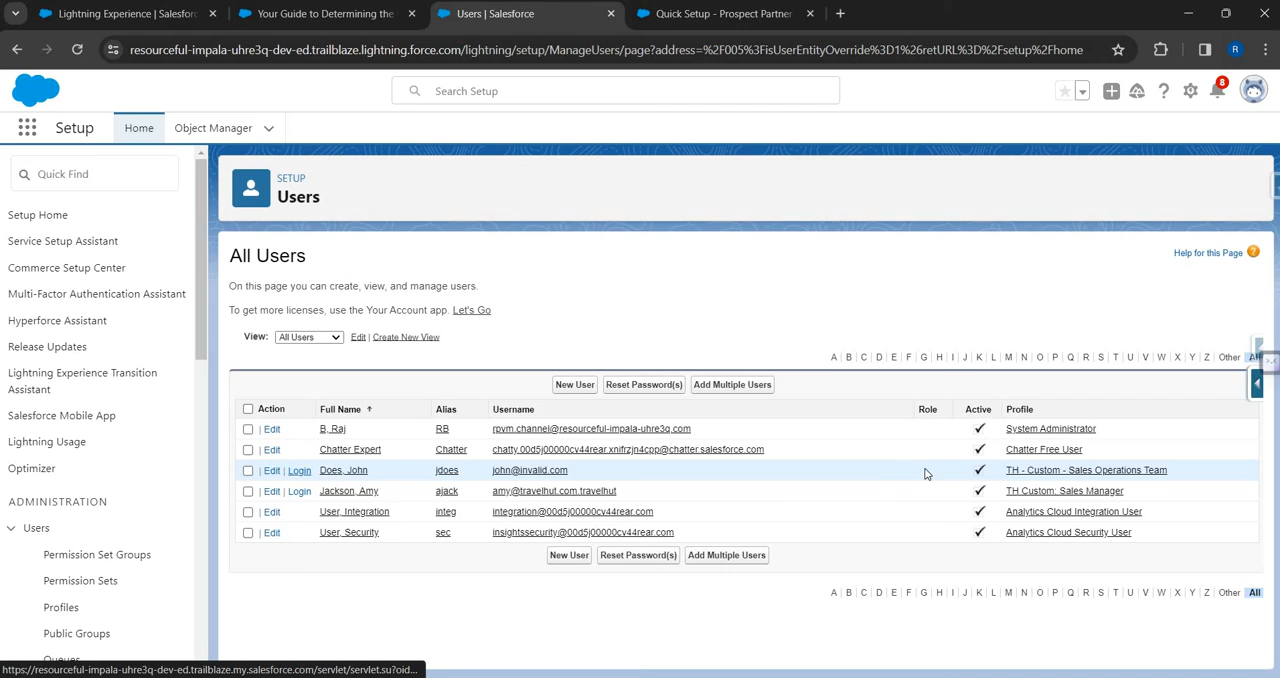 Lightning Experience | Salesforc
Your Guide to Determining the
Users | Salesforce
Quick Setup - Prospect Partner
resourceful-impala-uhre3q-dev-ed.trailblaze.lightning.force.com/lightning/setup/ManageUsers/page?address=%2F005%3FisUserEntityOverride%3D1%26retURL%3D%2Fsetup%2Fhome
R
Search Setup
8
Setup
Home
Object Manager
Quick Find
Setup Home
Service Setup Assistant
Commerce Setup Center
Multi-Factor Authentication Assistant
Hyperforce Assistant
Release Updates
Lightning Experience Transition
Assistant
Salesforce Mobile App
Lightning Usage
Optimizer
ADMINISTRATION
Users
Permission Set Groups
Permission Sets
Profiles
Public Groups
Queues
SETUP
Users
All Users
Help for this Page ?
On this page you can create, view, and manage users.
To get more licenses, use the Your Account app. Let's Go
View: All Users Edit | Create New View
A B C D E F G H I J K L M N O P Q R S T U V W X Y Z Other All
New User Reset Password(s) Add Multiple Users
Action Full Name Alias Username Role Active Profile
| Edit B, Raj RB rpvm.channel@resourceful-impala-uhre3q.com System Administrator
| Edit Chatter Expert Chatter chatty.00d5j00000cv44rear.xnifrzjn4cpp@chatter.salesforce.com Chatter Free User
| Edit | Login Does, John jdoes john@invalid.com TH - Custom - Sales Operations Team
| Edit | Login Jackson, Amy ajack amy@travelhut.com.travelhut TH Custom: Sales Manager
| Edit User, Integration integ integration@00d5j00000cv44rear.com Analytics Cloud Integration User
| Edit User, Security sec insightssecurity@00d5j00000cv44rear.com Analytics Cloud Security User
New User Reset Password(s) Add Multiple Users
A B C D E F G H I J K L M N O P Q R S T U V W X Y Z Other All
https://resourceful-impala-uhre3q-dev-ed.trailblaze.my.salesforce.com/servlet/servlet.su?oid...